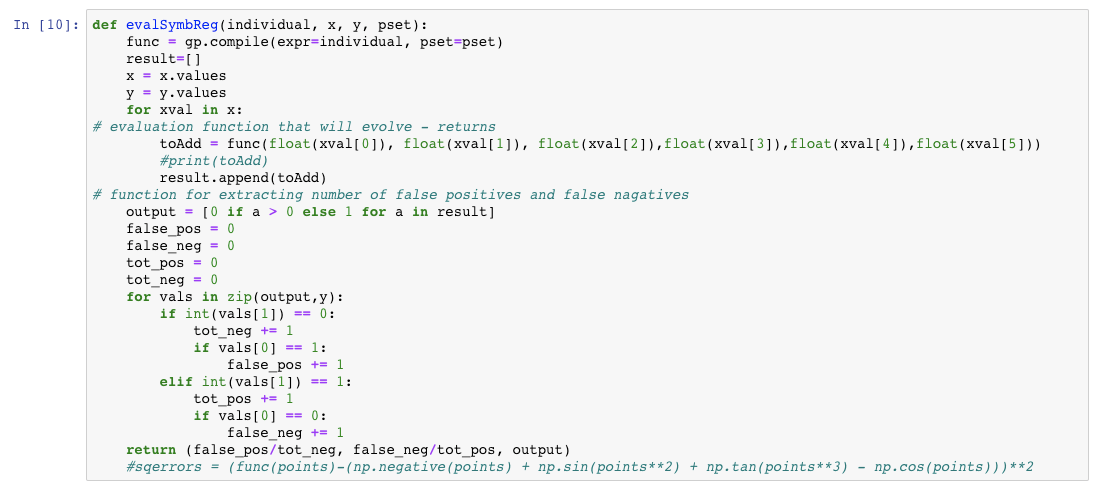 In [10]: def evalSymbReg(individual, x, y, pset):
    func = gp.compile(expr=individual, pset=pset)
    result=[]
    x = x.values
    y = y.values
    for xval in x:
# evaluation function that will evolve - returns
        toAdd = func(float(xval[0]), float(xval[1]), float(xval[2]),float(xval[3]),float(xval[4]),float(xval[5]))
        #print(toAdd)
        result.append(toAdd)
# function for extracting number of false positives and false nagatives
    output = [0 if a > 0 else 1 for a in result]
    false_pos = 0
    false_neg = 0
    tot_pos = 0
    tot_neg = 0
    for vals in zip(output,y):
        if int(vals[1]) == 0:
            tot_neg += 1
            if vals[0] == 1:
                false_pos += 1
        elif int(vals[1]) == 1:
            tot_pos += 1
            if vals[0] == 0:
                false_neg += 1
    return (false_pos/tot_neg, false_neg/tot_pos, output)
    #sqerrors = (func(points)-(np.negative(points) + np.sin(points**2) + np.tan(points**3) - np.cos(points)))**2